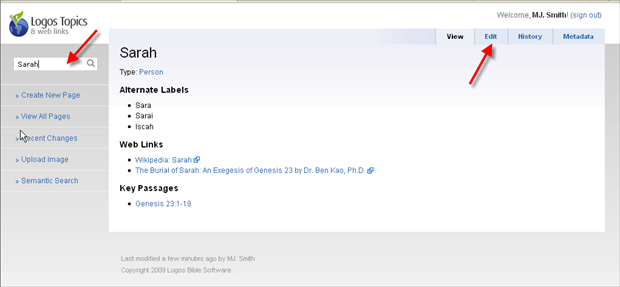 Logos Topics
& web links
Welcome, MJ. Smith! (sign out)
View Edit History Metadata
Sarah
» Create New Page
» View All Pages
Recent Changes
» Upload Image
» Semantic Search
Sarah
Type: Person
Alternate Labels
• Sara
• Sarai
• Iscah
Web Links
• Wikipedia: Sarah
• The Burial of Sarah: An Exegesis of Genesis 23 by Dr. Ben Kao, Ph.D.
Key Passages
• Genesis 23:1-19
Last modified a few minutes ago by MJ. Smith
Copyright 2009 Logos Bible Software.